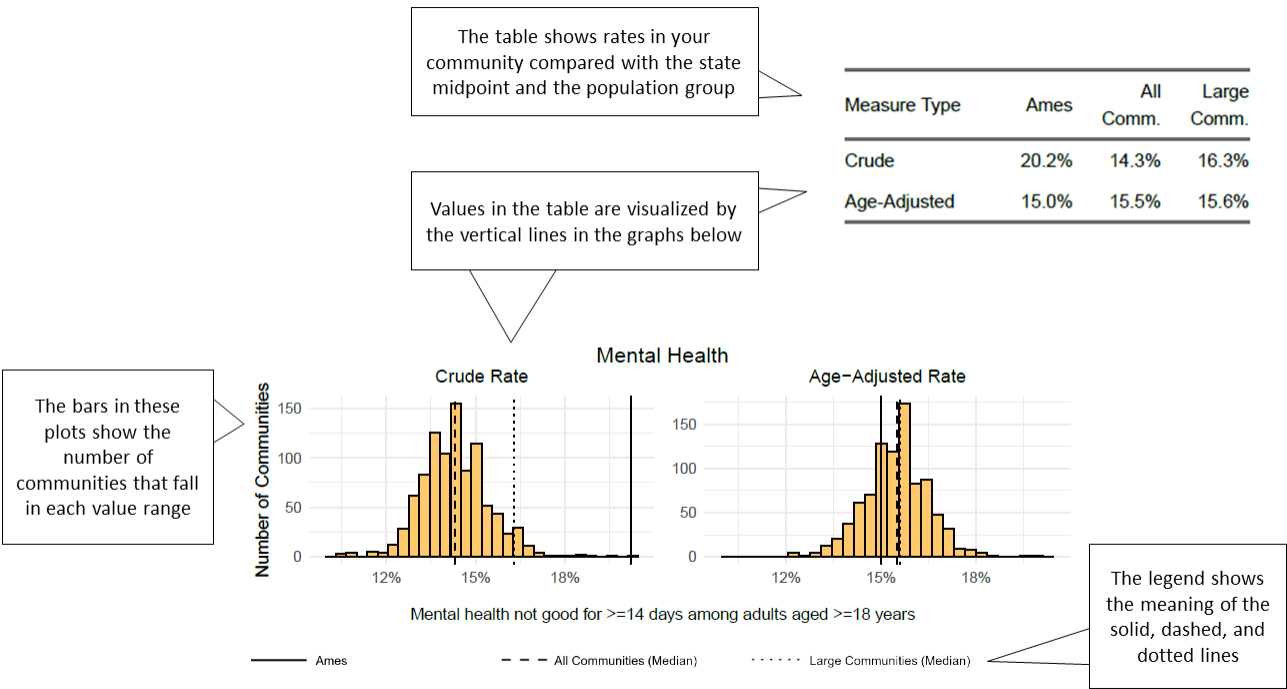 The table shows rates in your
community compared with the state
midpoint and the population group
Measure Type Ames All Comm. Large Comm.
Crude 20.2% 14.3% 16.3%
Age-Adjusted 15.0% 15.5% 15.6%
Values in the table are visualized by
the vertical lines in the graphs below
Mental Health
The bars in these
plots show the
number of
communities that fall
in each value range
Number of Communities
Crude Rate
150
100
50
0
12% 15% 18%
Age-Adjusted Rate
150
100
50
0
12% 15% 18%
Mental health not good for >=14 days among adults aged >=18 years
Ames All Communities (Median) Large Communities (Median)
The legend shows
the meaning of the
solid, dashed, and
dotted lines